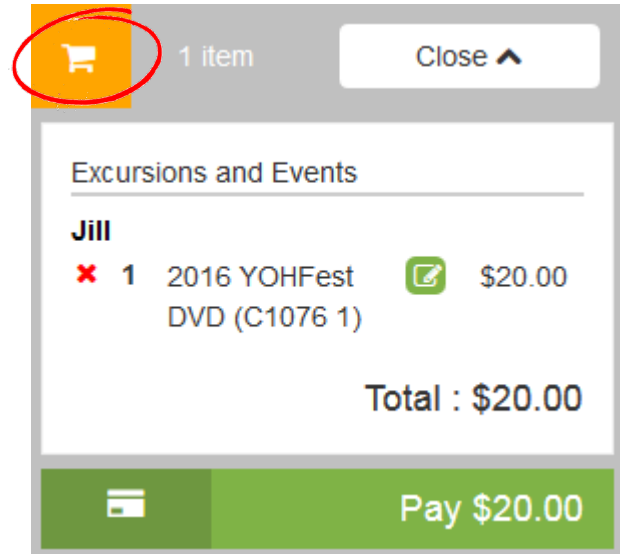 1 item Close
Excursions and Events
Jill
1 2016 YOHFest $20.00
DVD (C1076 1)
Total : $20.00
Pay $20.00